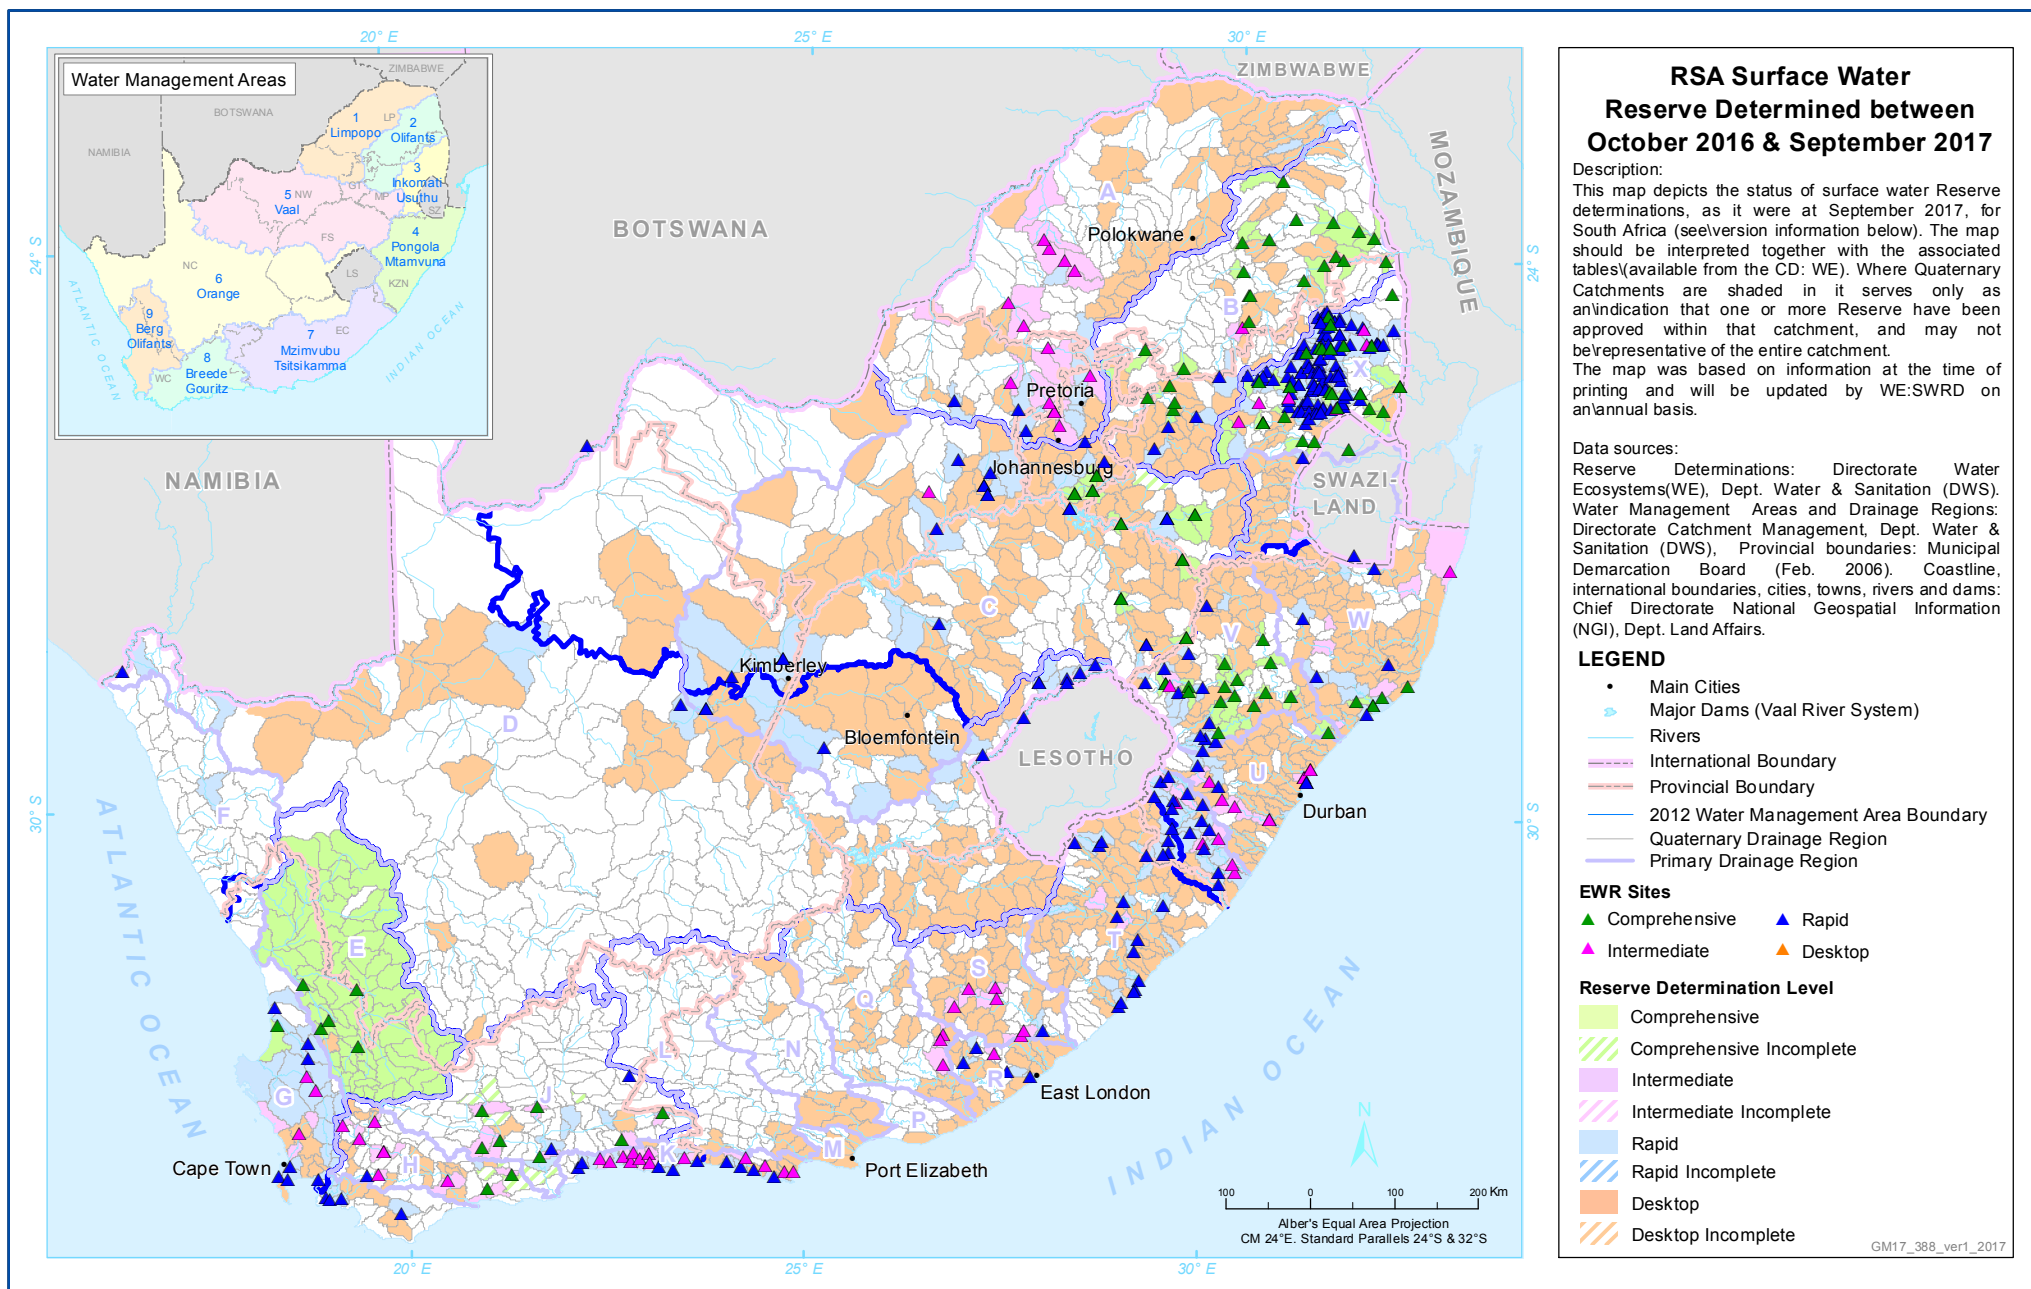 20° E
25° E
30° E
Water Management Areas
ZIMBABWE
BOTSWANA
NAMIBIA
1
Limpopo
LP
2
Olifants
3
Inkomati
Usuthu
GT
MP
SZ
5 NW
Vaal
FS
4
Pongola
Mtamvuna
KZN
LS
NC
6
Orange
EC
7
Mzimvubu
Tsitsikamma
9
Berg
Olifants
8
Breede
Gouritz
WC
ATLANTIC OCEAN
INDIAN OCEAN
24° S
24° S
30° S
30° S
ZIMBWABWE
MOZAMBIQUE
BOTSWANA
NAMIBIA
SWAZI-
LAND
LESOTHO
A
B
X
C
D
E
F
G
H
J
K
L
M
N
P
Q
R
S
T
U
V
W
Polokwane
Pretoria
Johannesburg
Kimberley
Bloemfontein
Durban
East London
Port Elizabeth
Cape Town
ATLANTIC OCEAN
INDIAN OCEAN
N
100 0 100 200 Km
Alber's Equal Area Projection
CM 24°E. Standard Parallels 24°S & 32°S
20° E
25° E
30° E
RSA Surface Water
Reserve Determined between
October 2016 & September 2017
Description:
This map depicts the status of surface water Reserve
determinations, as it were at September 2017, for
South Africa (see\version information below). The map
should be interpreted together with the associated
tables\(available from the CD: WE). Where Quaternary
Catchments are shaded in it serves only as
an\indication that one or more Reserve have been
approved within that catchment, and may not
be\representative of the entire catchment.
The map was based on information at the time of
printing and will be updated by WE:SWRD on
an\annual basis.
Data sources:
Reserve Determinations: Directorate Water
Ecosystems(WE), Dept. Water & Sanitation (DWS).
Water Management Areas and Drainage Regions:
Directorate Catchment Management, Dept. Water &
Sanitation (DWS), Provincial boundaries: Municipal
Demarcation Board (Feb. 2006). Coastline,
international boundaries, cities, towns, rivers and dams:
Chief Directorate National Geospatial Information
(NGI), Dept. Land Affairs.
LEGEND
Main Cities
Major Dams (Vaal River System)
Rivers
International Boundary
Provincial Boundary
2012 Water Management Area Boundary
Quaternary Drainage Region
Primary Drainage Region
EWR Sites
Comprehensive
Rapid
Intermediate
Desktop
Reserve Determination Level
Comprehensive
Comprehensive Incomplete
Intermediate
Intermediate Incomplete
Rapid
Rapid Incomplete
Desktop
Desktop Incomplete
GM17_388_ver1_2017